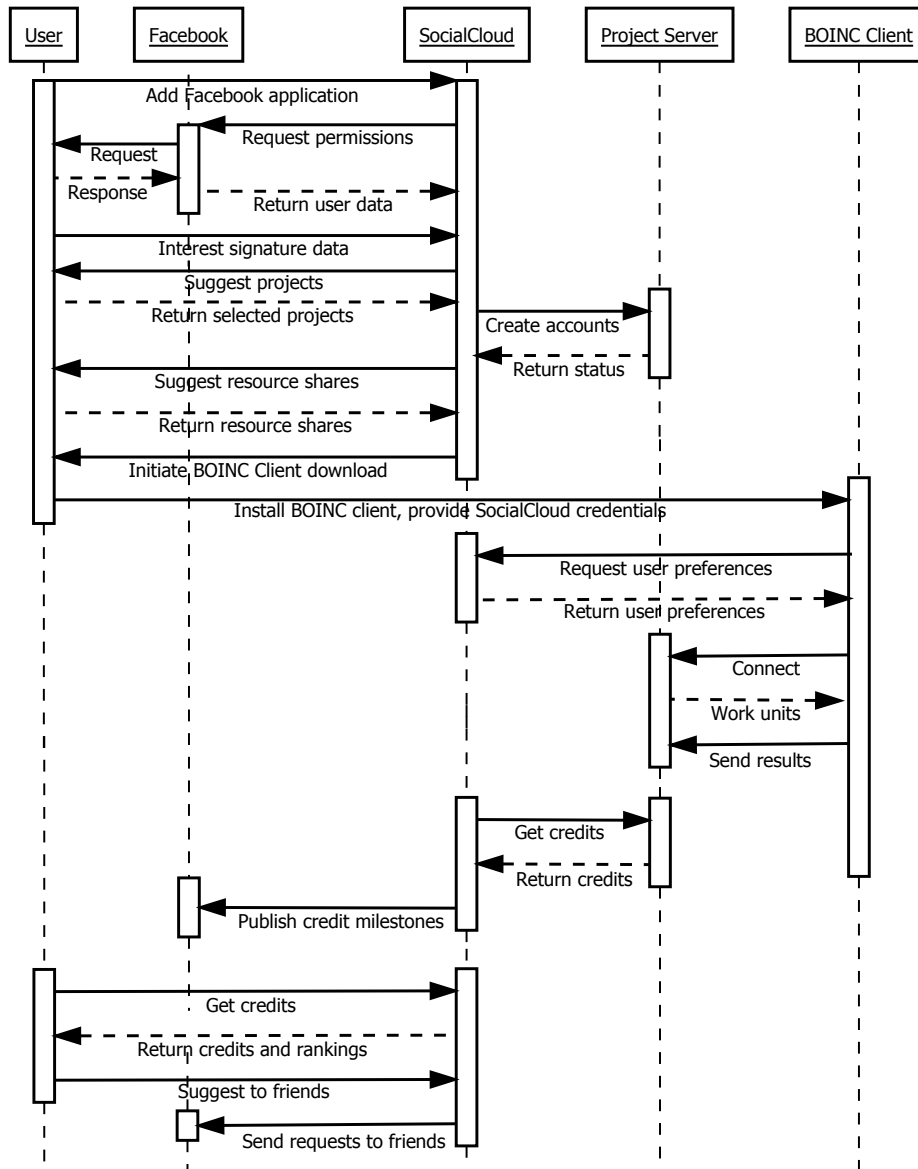 User
Facebook
SocialCloud
Project Server
BOINC Client
Add Facebook application
Request permissions
Request
Response
Return user data
Interest signature data
Suggest projects
Return selected projects
Create accounts
Return status
Suggest resource shares
Return resource shares
Initiate BOINC Client download
Install BOINC client, provide SocialCloud credentials
Request user preferences
Return user preferences
Connect
Work units
Send results
Get credits
Return credits
Publish credit milestones
Get credits
Return credits and rankings
Suggest to friends
Send requests to friends